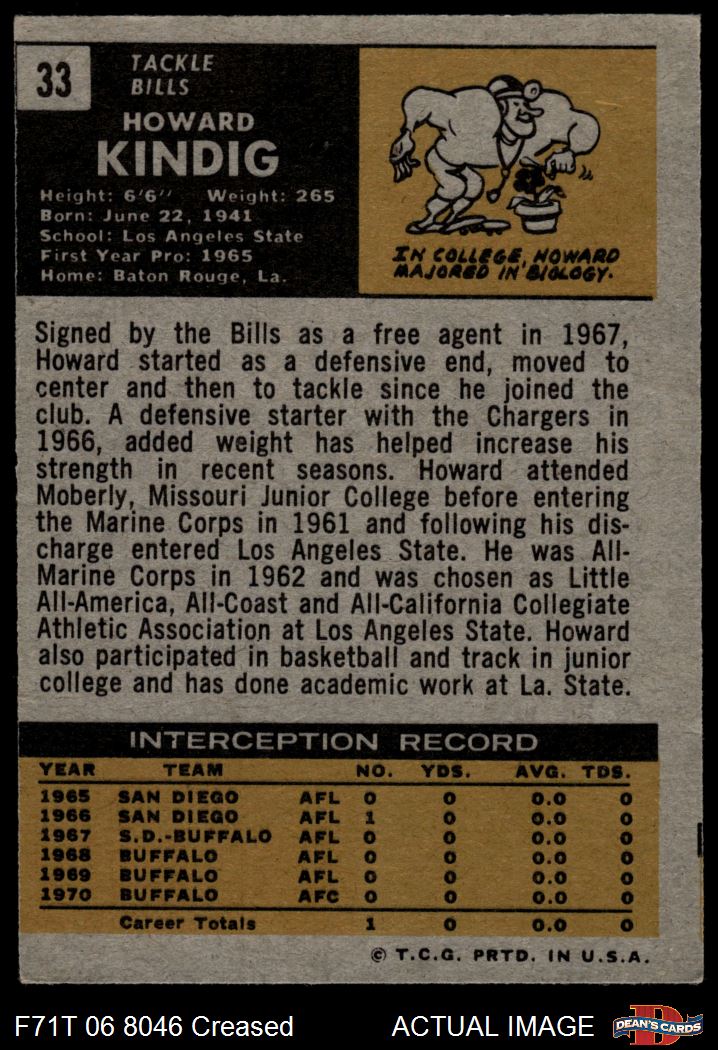 33
TACKLE
BILLS
HOWARD
KINDIG
Height: 6'6" Weight: 265
Born: June 22, 1941
School: Los Angeles State
First Year Pro: 1965
Home: Baton Rouge, La.
IN COLLEGE, HOWARD
MAJORED IN BIOLOGY.
Signed by the Bills as a free agent in 1967,
Howard started as a defensive end, moved to
center and then to tackle since he joined the
club. A defensive starter with the Chargers in
1966, added weight has helped increase his
strength in recent seasons. Howard attended
Moberly, Missouri Junior College before entering
the Marine Corps in 1961 and following his dis-
charge entered Los Angeles State. He was All-
Marine Corps in 1962 and was chosen as Little
All-America, All-Coast and All-California Collegiate
Athletic Association at Los Angeles State. Howard
also participated in basketball and track in junior
college and has done academic work at La. State.
INTERCEPTION RECORD
YEAR TEAM NO. YDS. AVG. TDS.
1965 SAN DIEGO AFL 0 0 0.0 0
1966 SAN DIEGO AFL 1 0 0.0 0
1967 S.D.-BUFFALO AFL 0 0 0.0 0
1968 BUFFALO AFL 0 0 0.0 0
1969 BUFFALO AFL 0 0 0.0 0
1970 BUFFALO AFC 0 0 0.0 0
Career Totals 1 0 0.0 0
© T.C.G. PRTD. IN U.S.A.
F71T 06 8046 Creased ACTUAL IMAGE
D
DEAN'S CARDS